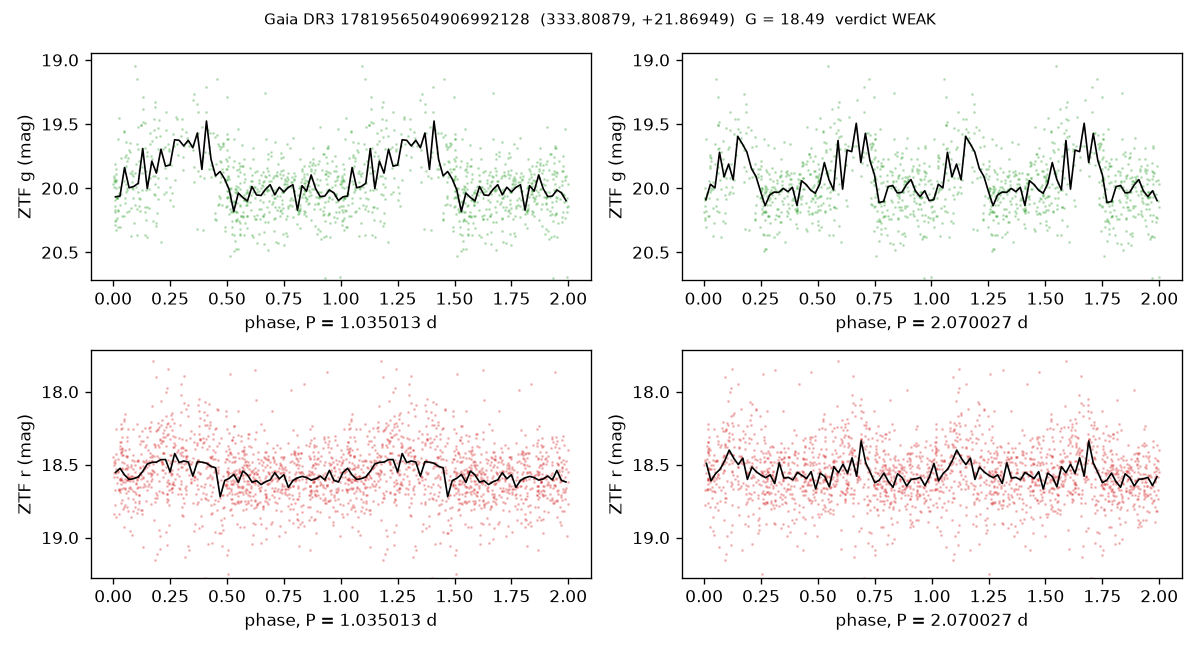 Gaia DR3 1781956504906992128  (333.80879, +21.86949)  G = 18.49  verdict WEAK
ZTF g (mag)
19.0
19.5
20.0
20.5
0.00 0.25 0.50 0.75 1.00 1.25 1.50 1.75 2.00
phase, P = 1.035013 d
ZTF g (mag)
19.0
19.5
20.0
20.5
0.00 0.25 0.50 0.75 1.00 1.25 1.50 1.75 2.00
phase, P = 2.070027 d
ZTF r (mag)
18.0
18.5
19.0
0.00 0.25 0.50 0.75 1.00 1.25 1.50 1.75 2.00
phase, P = 1.035013 d
ZTF r (mag)
18.0
18.5
19.0
0.00 0.25 0.50 0.75 1.00 1.25 1.50 1.75 2.00
phase, P = 2.070027 d